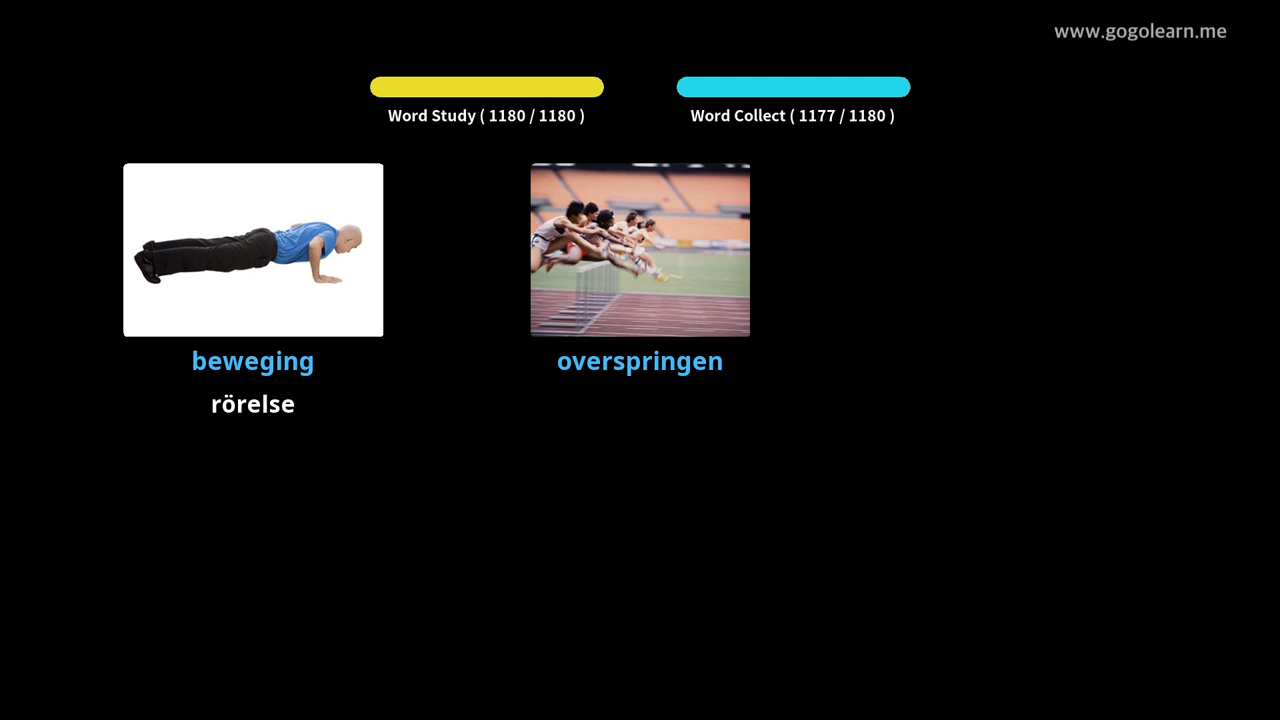 www.gogolearn.me
Word Study ( 1180 / 1180 )
Word Collect ( 1177 / 1180 )
beweging
overspringen
rörelse